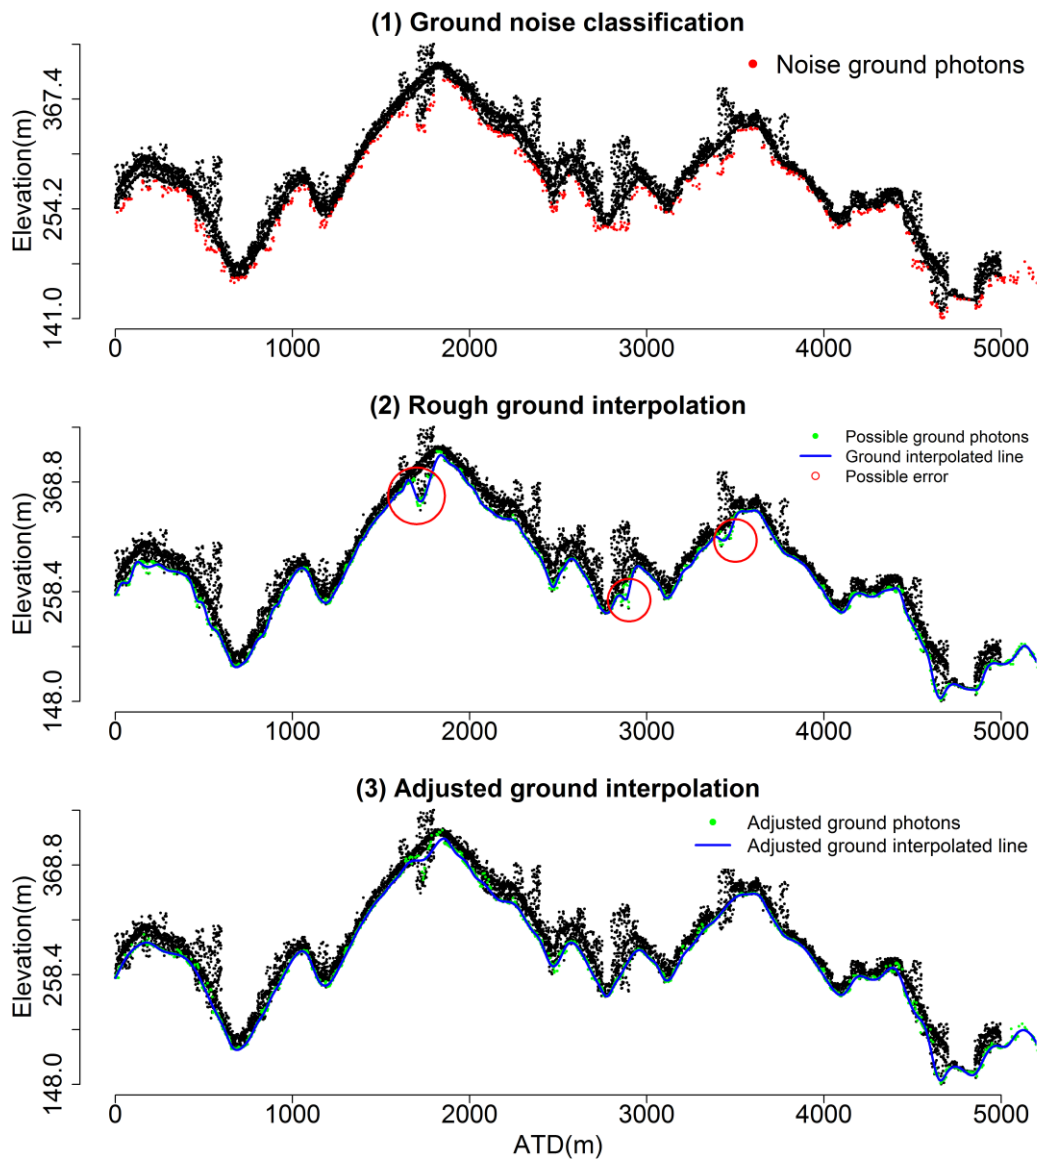 (1) Ground noise classification
Noise ground photons
Elevation(m)
367.4
254.2
141.0
0 1000 2000 3000 4000 5000
(2) Rough ground interpolation
Possible ground photons
Ground interpolated line
Possible error
Elevation(m)
368.8
258.4
148.0
0 1000 2000 3000 4000 5000
(3) Adjusted ground interpolation
Adjusted ground photons
Adjusted ground interpolated line
Elevation(m)
368.8
258.4
148.0
0 1000 2000 3000 4000 5000
ATD(m)